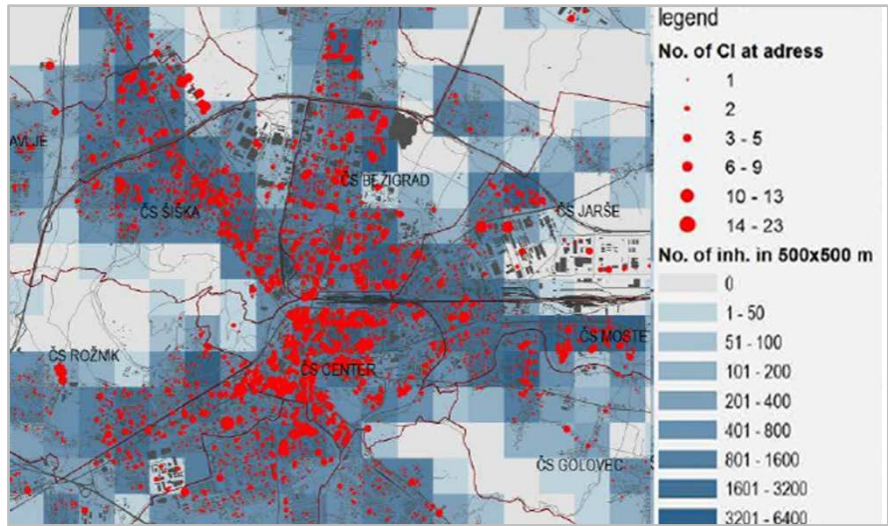 legend
No. of CI at adress
1
2
3 - 5
6 - 9
10 - 13
14 - 23
No. of inh. in 500x500 m
0
1 - 50
51 - 100
101 - 200
201 - 400
401 - 800
801 - 1600
1601 - 3200
3201 - 6400
AVLJE
ČS BEŽIGRAD
ČS ŠIŠKA
ČS JARŠE
ČS MOSTE
ČS ROŽNIK
ČS CENTER
ČS GOLOVEC